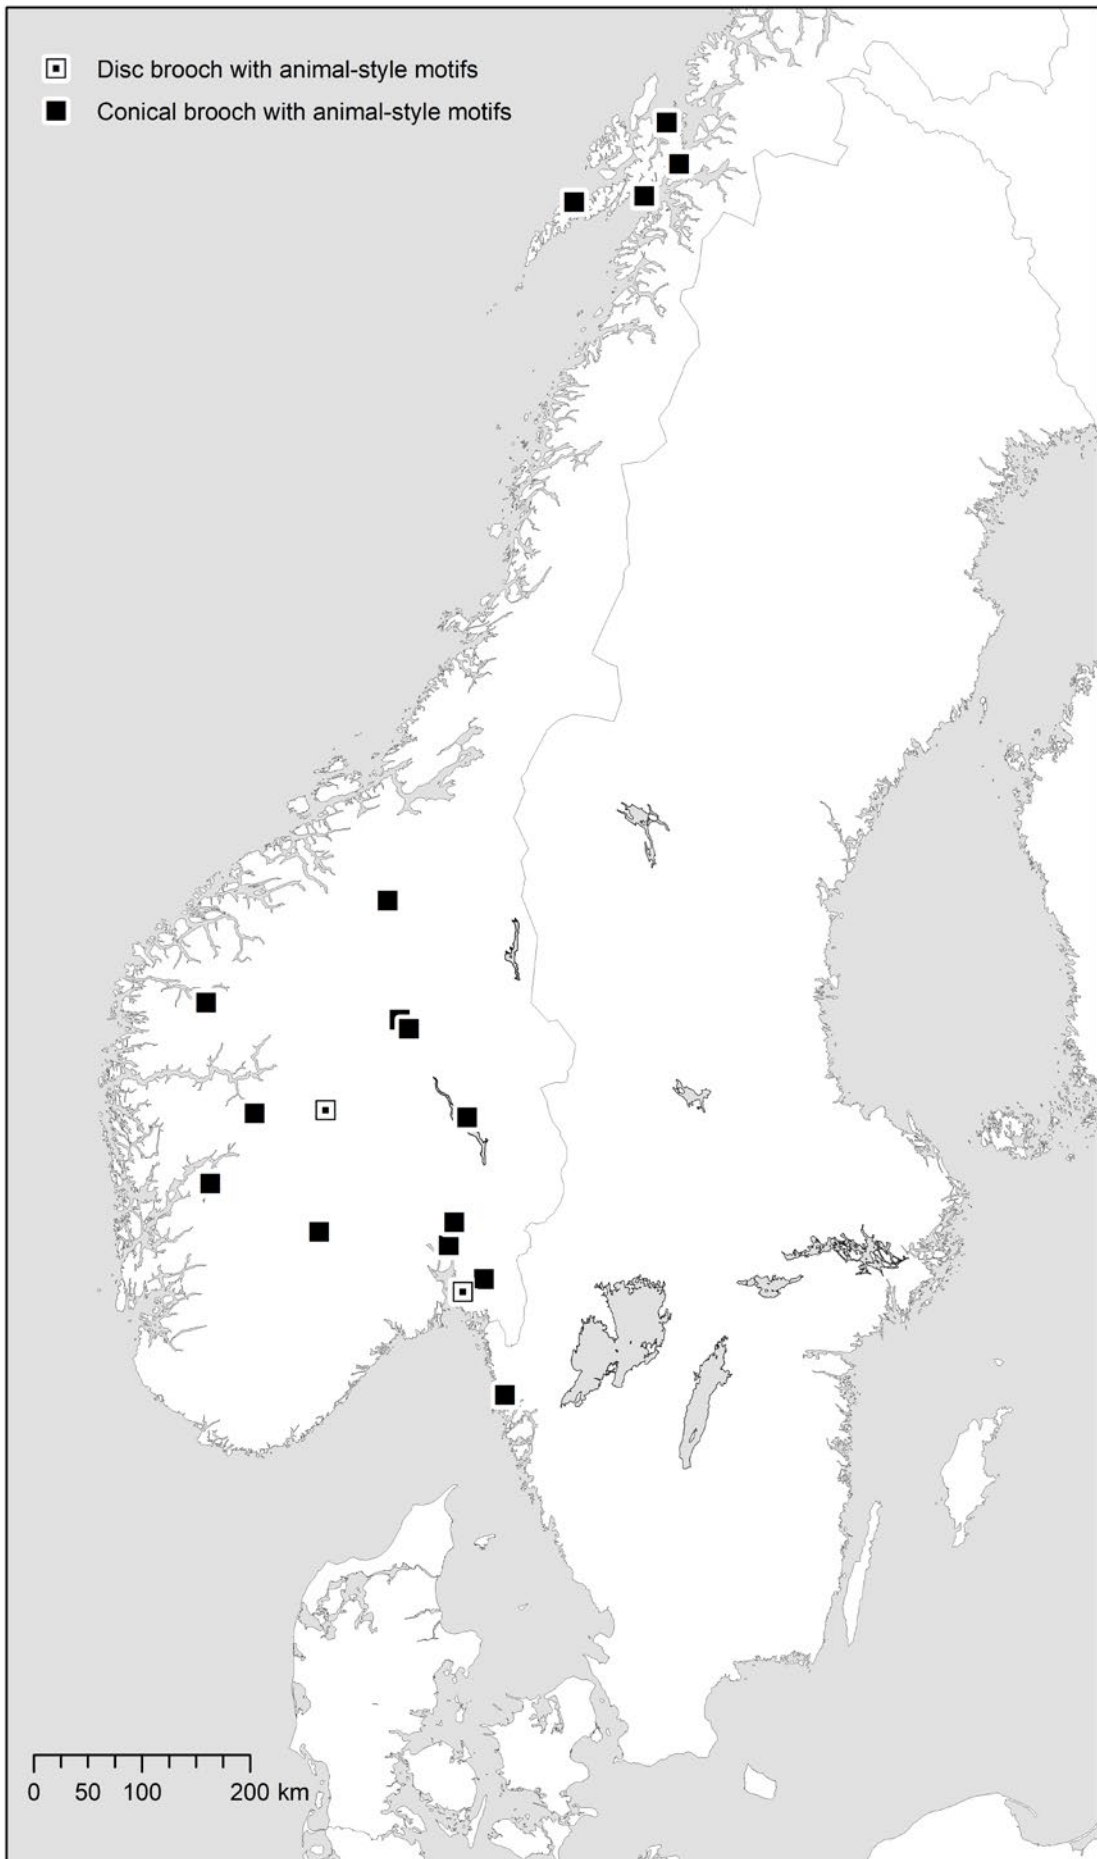 Disc brooch with animal-style motifs
Conical brooch with animal-style motifs
0 50 100 200 km